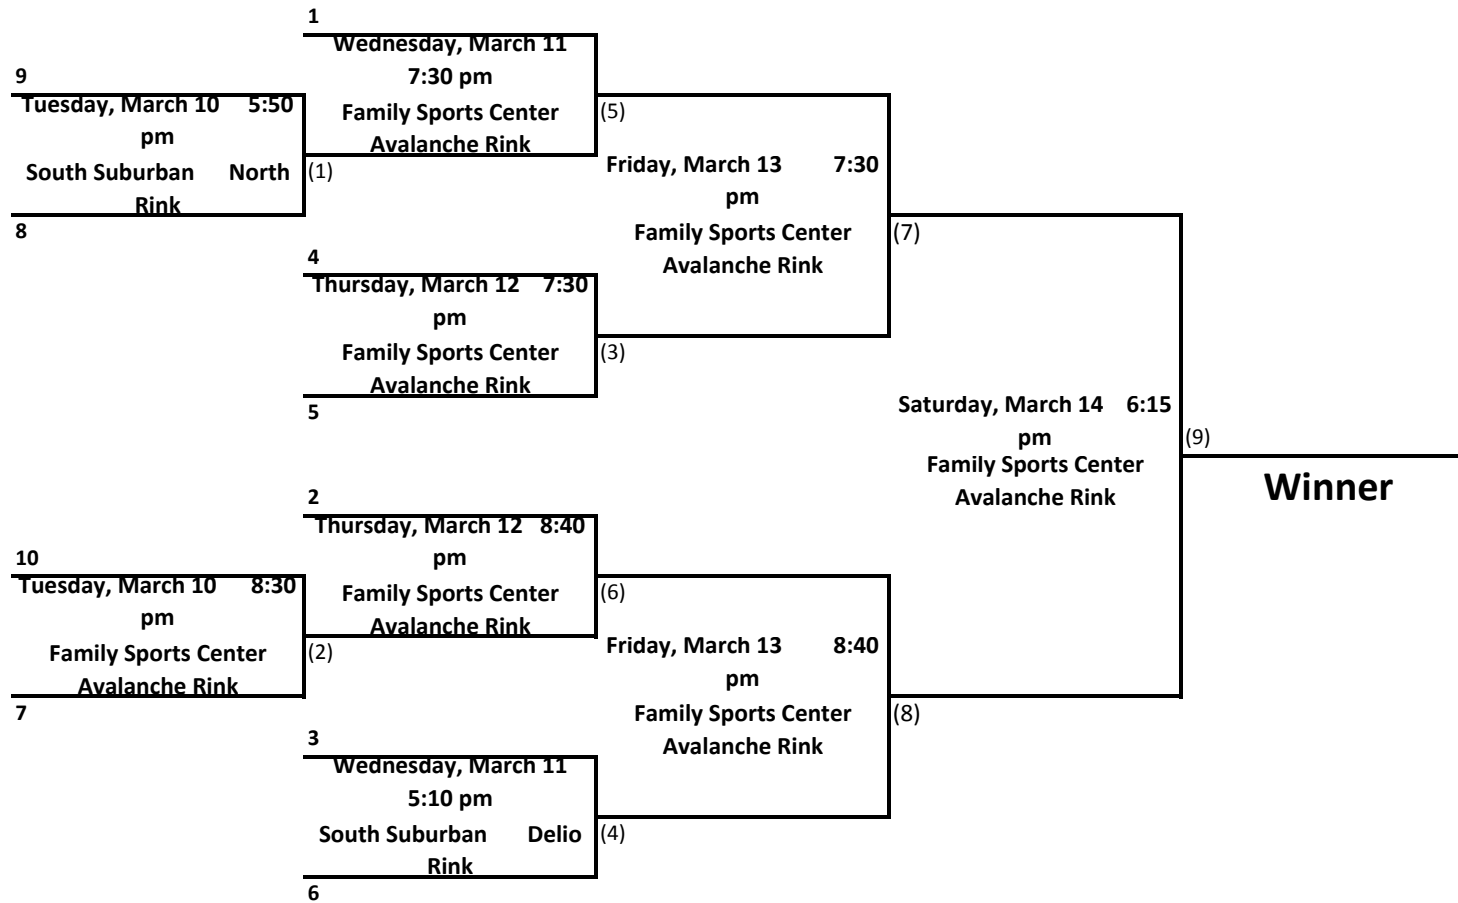 1
Wednesday, March 11
7:30 pm
Family Sports Center
Avalanche Rink
9
Tuesday, March 10 5:50
pm
South Suburban North
Rink
8
(1)
(5)
4
Thursday, March 12 7:30
pm
Family Sports Center
Avalanche Rink
5
(3)
Friday, March 13 7:30
pm
Family Sports Center
Avalanche Rink
(7)
2
Thursday, March 12 8:40
pm
Family Sports Center
Avalanche Rink
10
Tuesday, March 10 8:30
pm
Family Sports Center
Avalanche Rink
7
(2)
(6)
3
Wednesday, March 11
5:10 pm
South Suburban Delio
Rink
6
(4)
Friday, March 13 8:40
pm
Family Sports Center
Avalanche Rink
(8)
Saturday, March 14 6:15
pm
Family Sports Center
Avalanche Rink
(9)
Winner